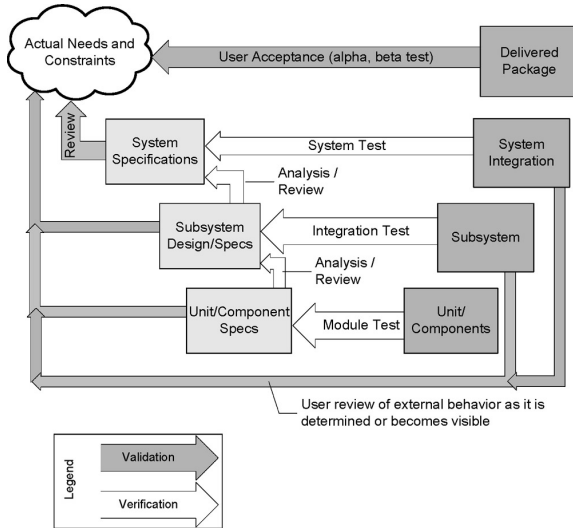 Actual Needs and
Constraints
User Acceptance (alpha, beta test)
Delivered
Package
Review
System
Specifications
System Test
System
Integration
Analysis /
Review
Subsystem
Design/Specs
Integration Test
Subsystem
Analysis /
Review
Unit/Component
Specs
Module Test
Unit/
Components
User review of external behavior as it is
determined or becomes visible
Legend
Validation
Verification